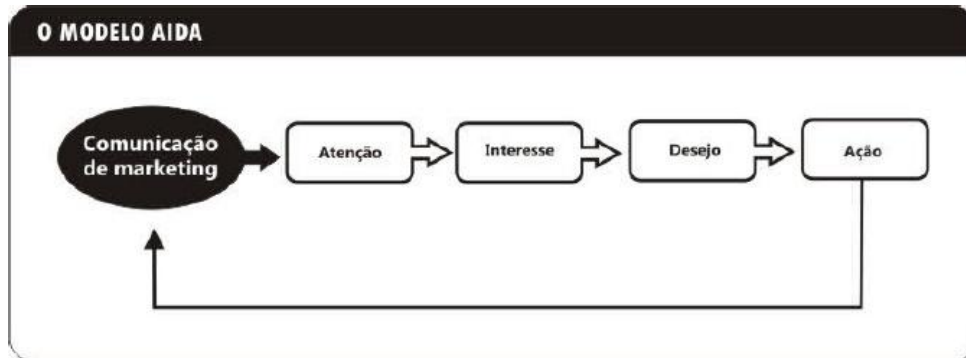 O MODELO AIDA
Comunicação
de marketing
Atenção
Interesse
Desejo
Ação